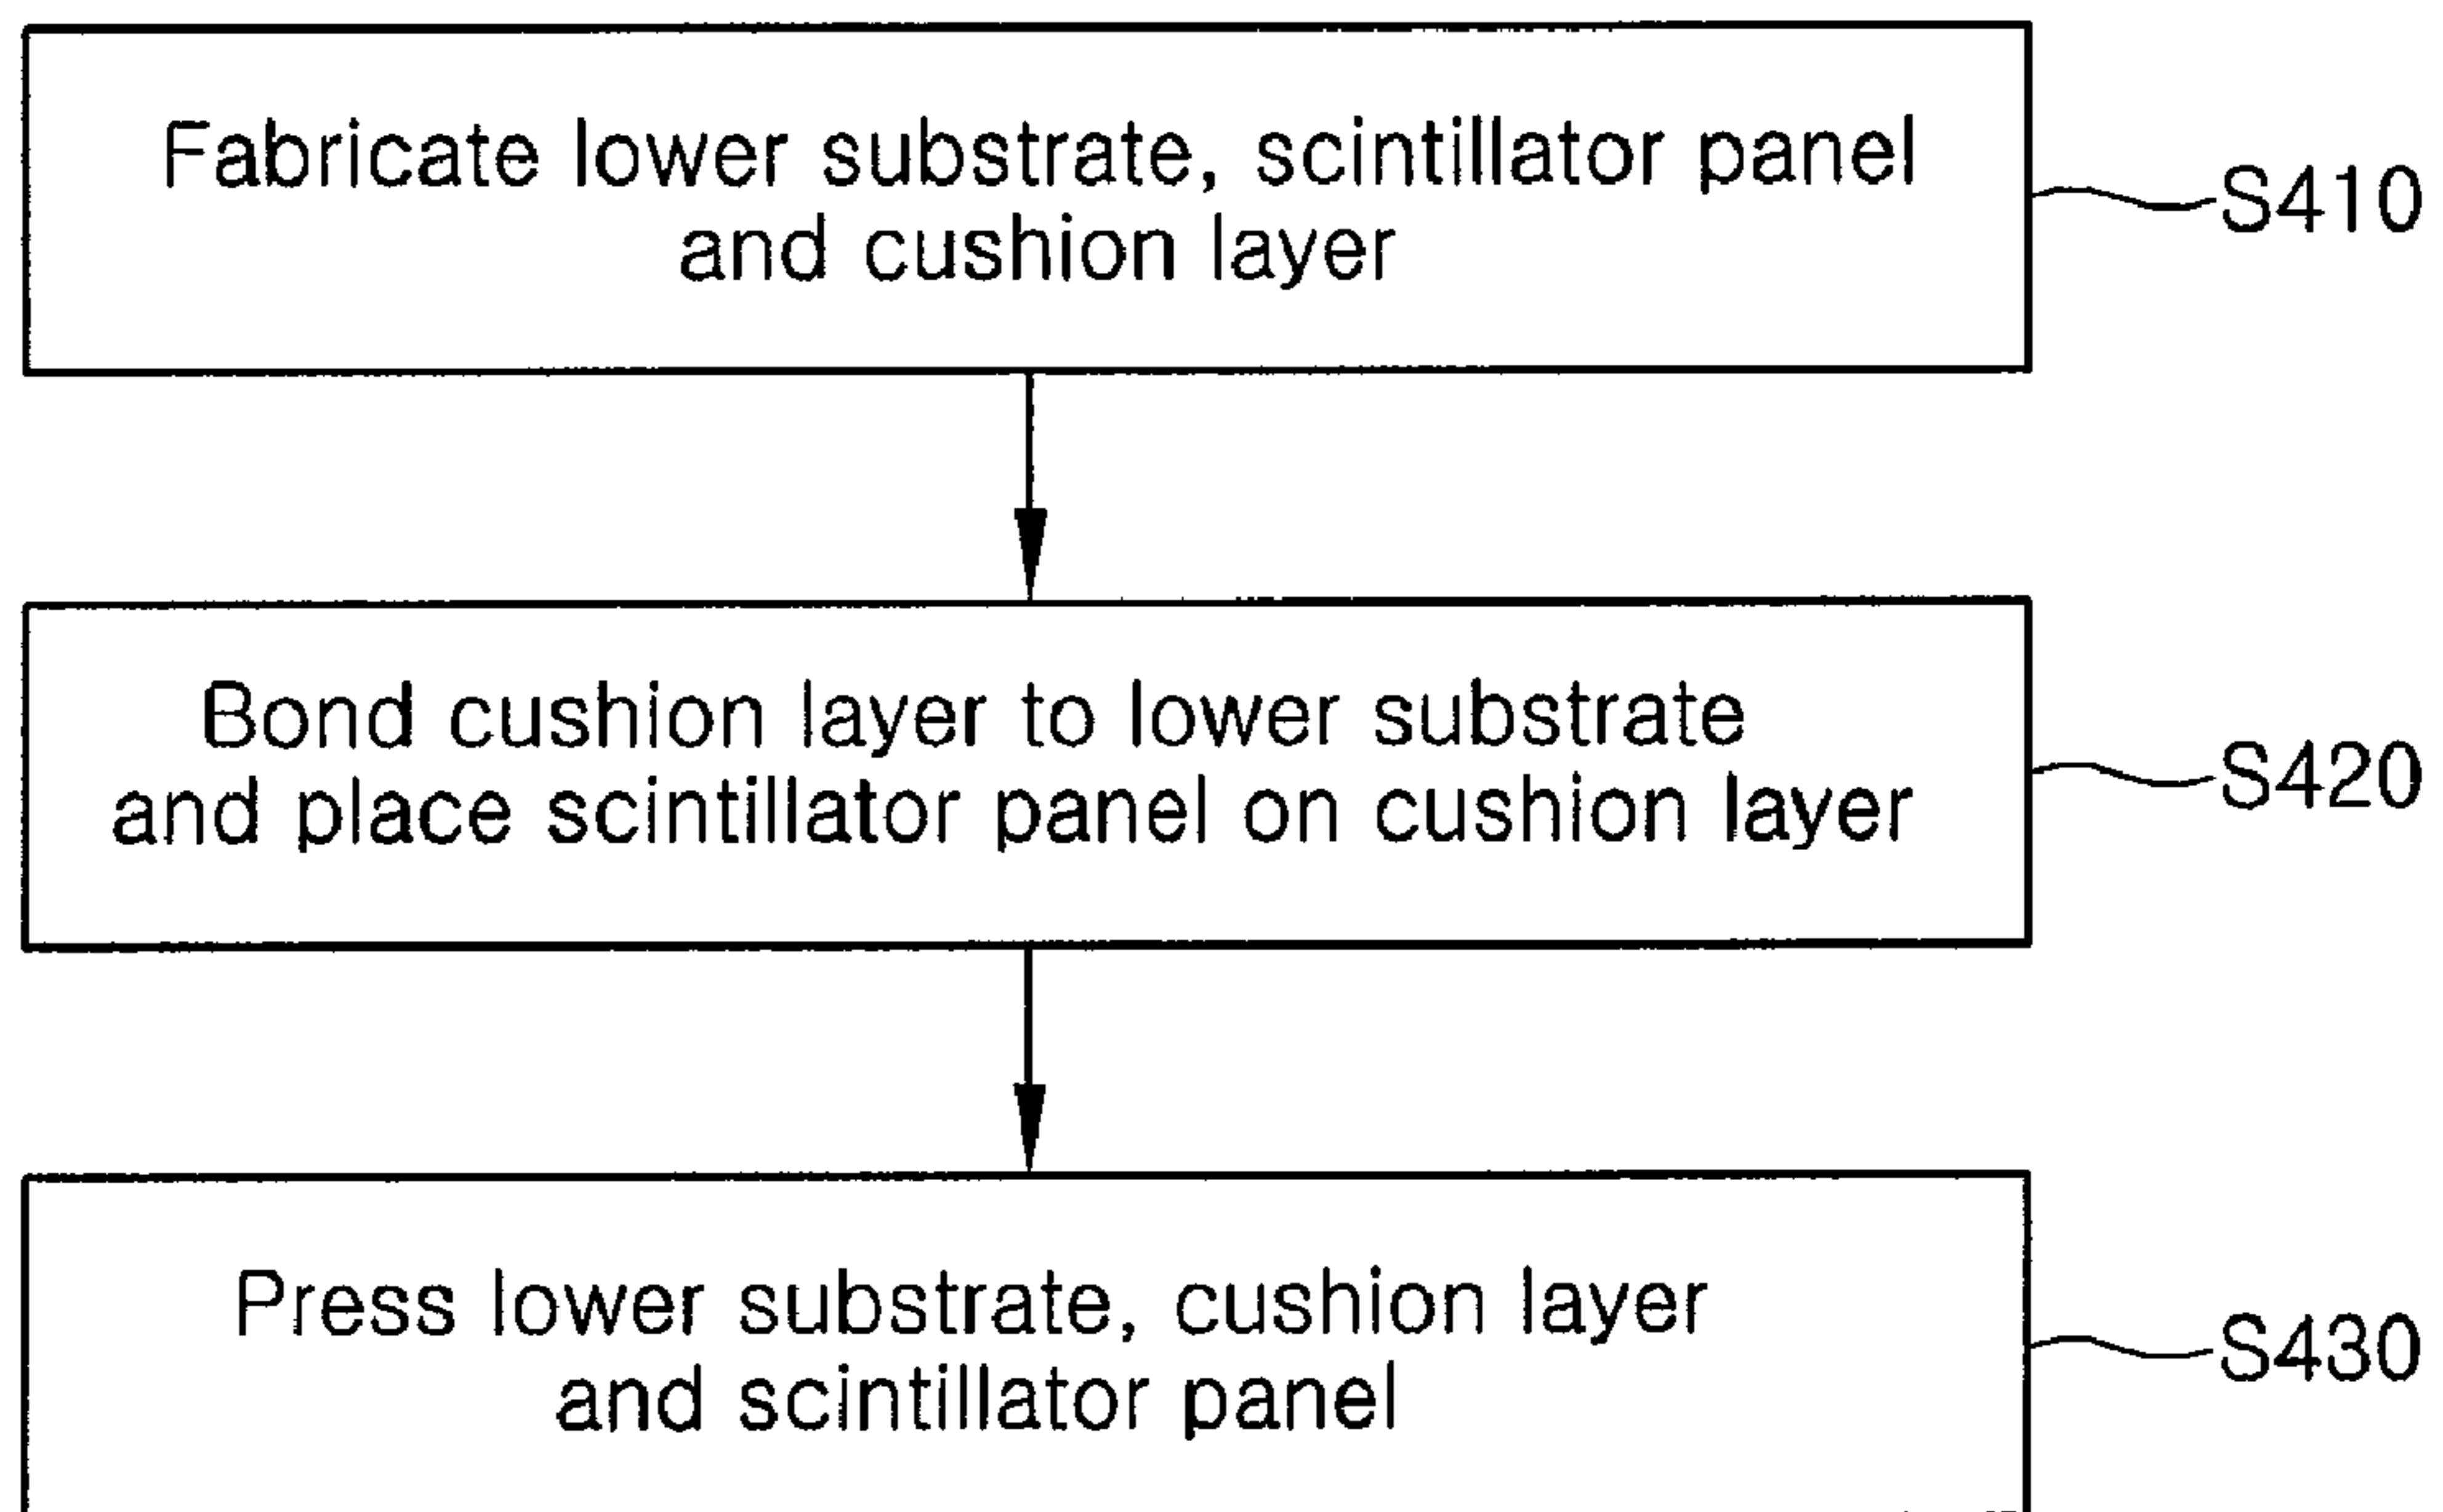 Fabricate lower substrate, scintillator panel
and cushion layer
S410
Bond cushion layer to lower substrate
and place scintillator panel on cushion layer
S420
Press lower substrate, cushion layer
and scintillator panel
S430